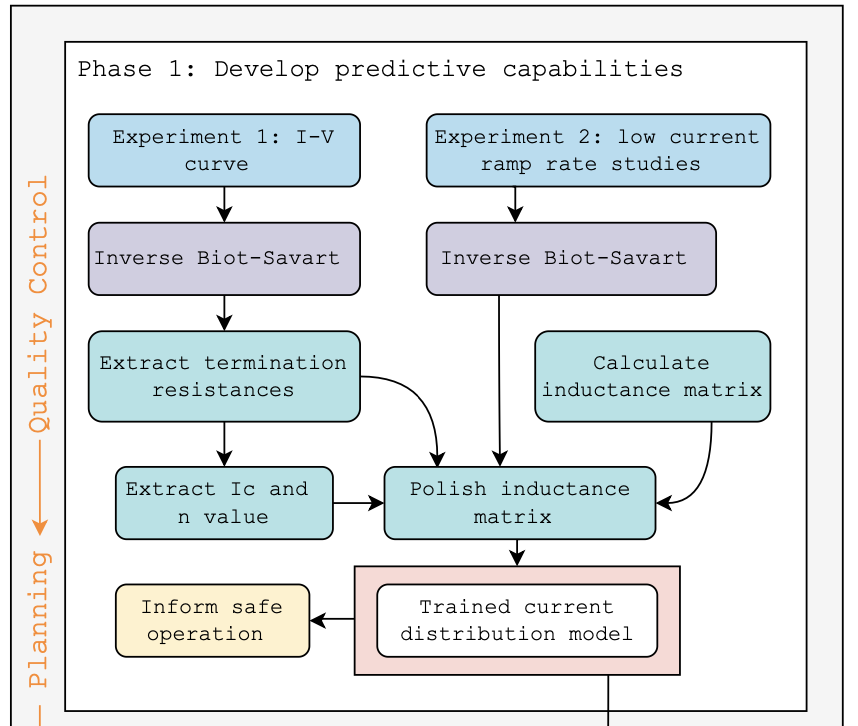 Phase 1: Develop predictive capabilities
Experiment 1: I-V
curve
Experiment 2: low current
ramp rate studies
Inverse Biot-Savart
Inverse Biot-Savart
Extract termination
resistances
Calculate
inductance matrix
Extract Ic and
n value
Polish inductance
matrix
Inform safe
operation
Trained current
distribution model
Quality Control
Planning